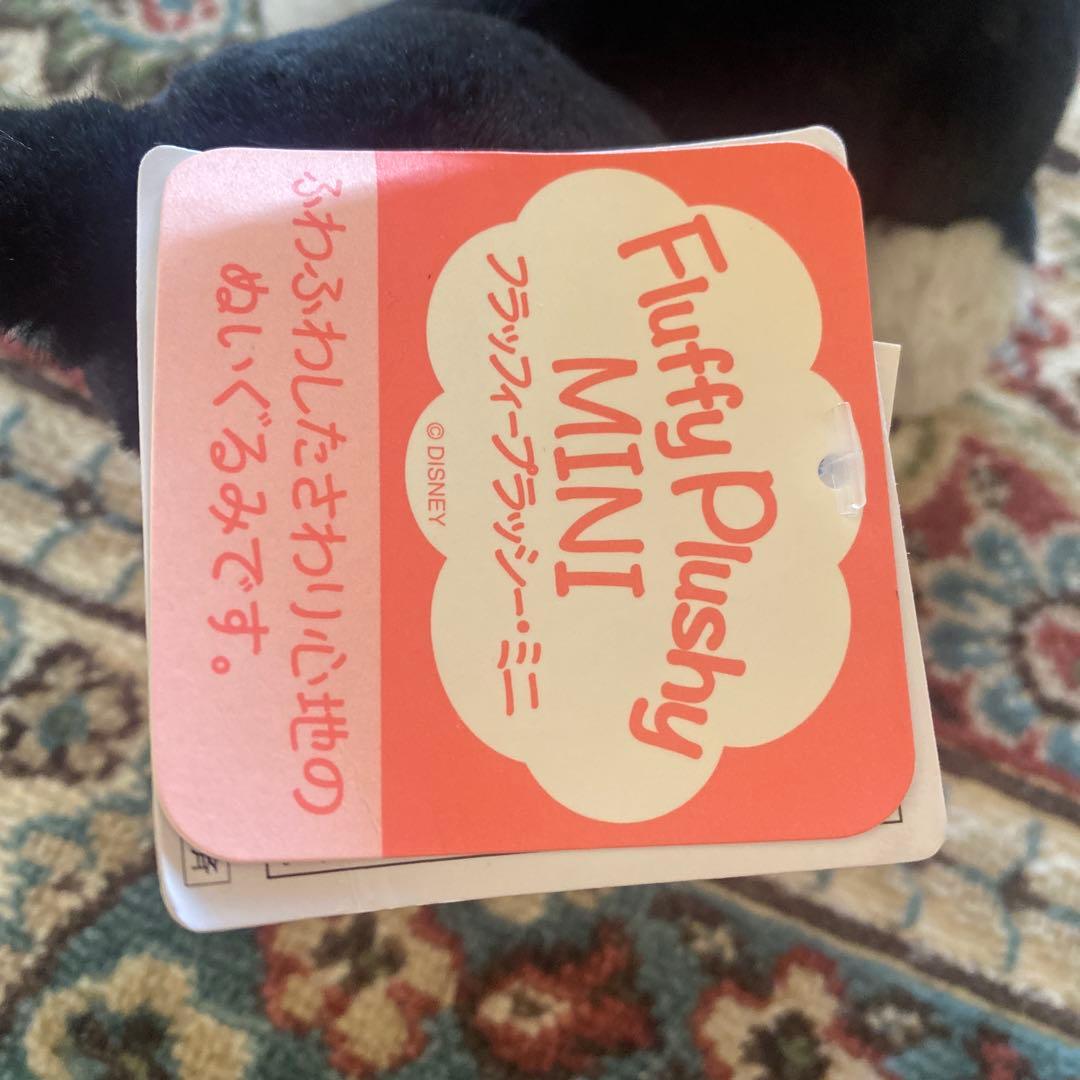 Fluffy Plushy
MINI
フラッフィープラッシー・ミニ
© DISNEY
ふわふわしたさわり心地の
ぬいぐるみです。